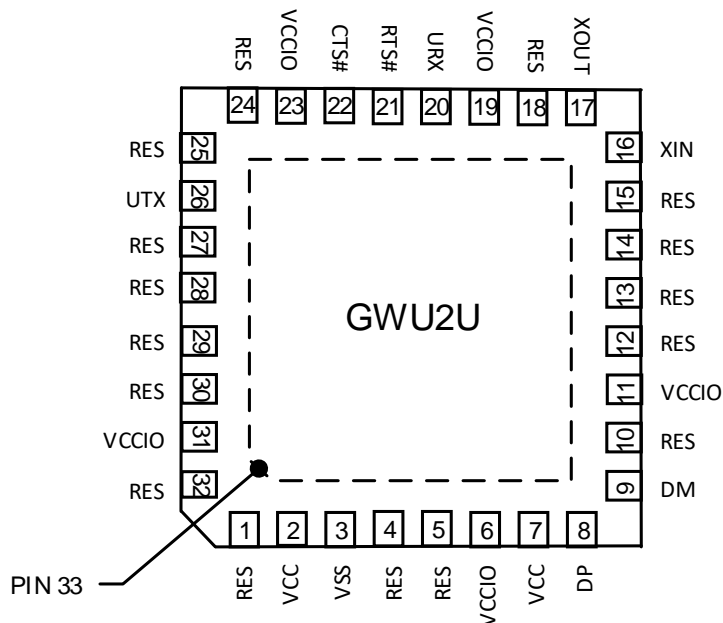 RES
VCCIO
CTS#
RTS#
URX
VCCIO
RES
XOUT
24
23
22
21
20
19
18
17
RES 25
UTX 26
RES 27
RES 28
RES 29
RES 30
VCCIO 31
RES 32
GWU2U
16 XIN
15 RES
14 RES
13 RES
12 RES
11 VCCIO
10 RES
9 DM
1
2
3
4
5
6
7
8
RES
VCC
VSS
RES
RES
VCCIO
VCC
DP
PIN 33